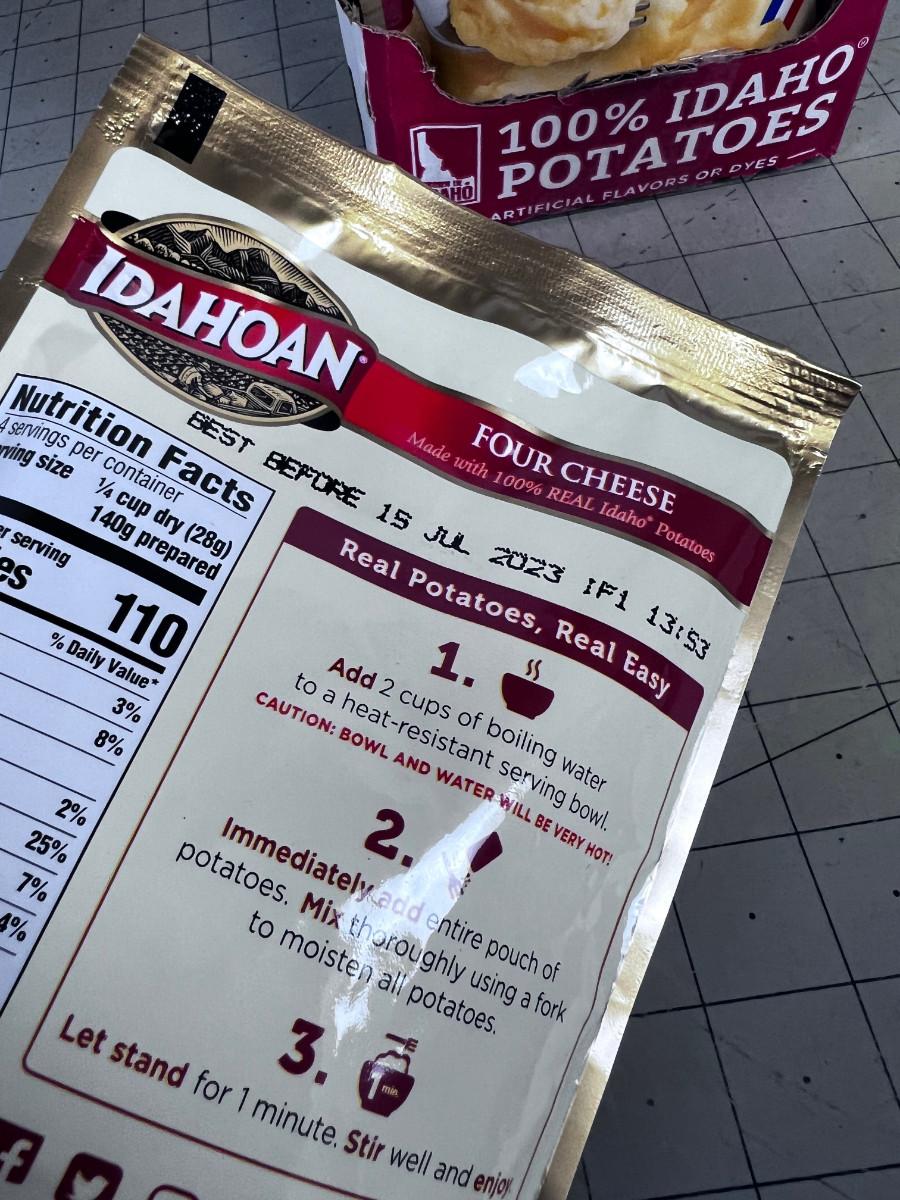 100% IDAHO®
POTATOES
ARTIFICIAL FLAVORS OR DYES
IDAHOAN®
FOUR CHEESE
Made with 100% REAL Idaho® Potatoes
BEST BEFORE 15 JUL 2023 1F1 13:53
Nutrition Facts
4 servings per container
size 1/4 cup dry (28g)
140g prepared
serving
110
% Daily Value*
3%
8%
2%
25%
7%
4%
Real Potatoes, Real Easy
1.
Add 2 cups of boiling water
to a heat-resistant serving bowl.
CAUTION: BOWL AND WATER WILL BE VERY HOT!
2.
Immediately add entire pouch of
potatoes. Mix thoroughly using a fork
to moisten all potatoes.
3.
1 min.
Let stand for 1 minute. Stir well and enjoy